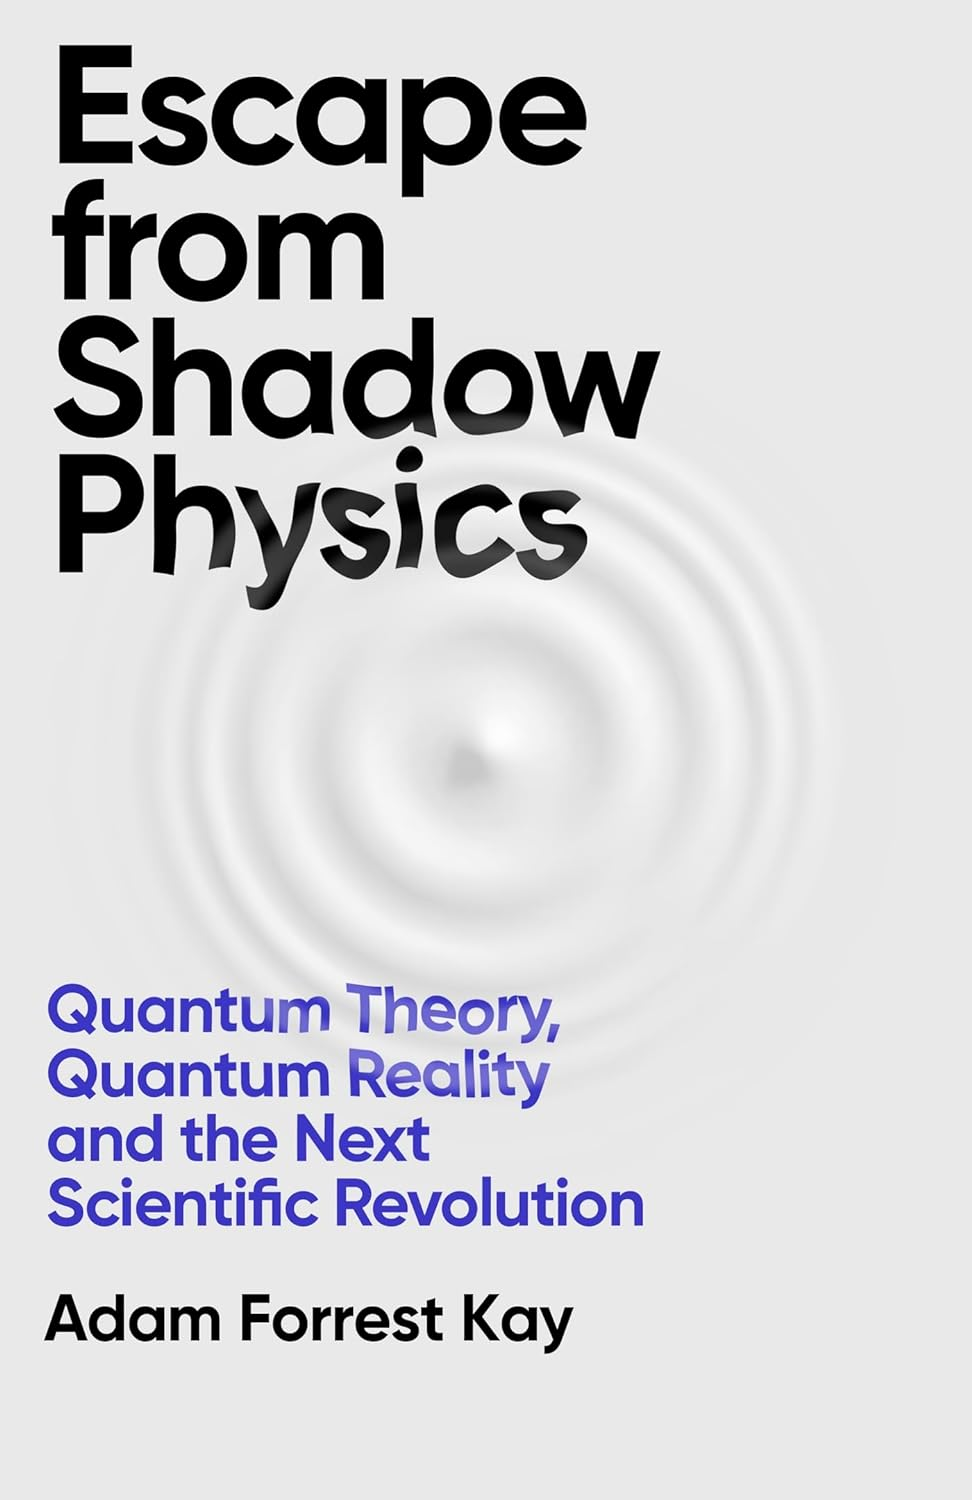 Escape
from
Shadow
Physics
Quantum Theory,
Quantum Reality
and the Next
Scientific Revolution
Adam Forrest Kay